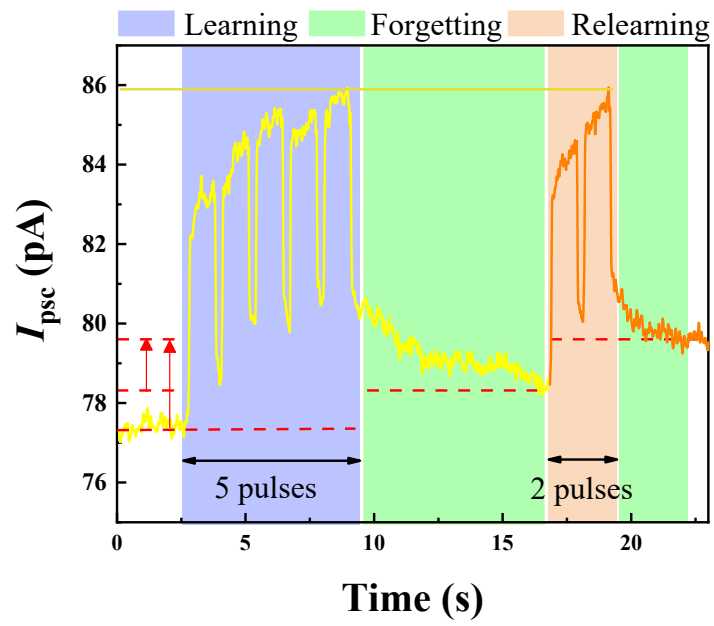 Learning Forgetting Relearning
86
84
82
80
78
76
I_psc (pA)
5 pulses
2 pulses
0 5 10 15 20
Time (s)